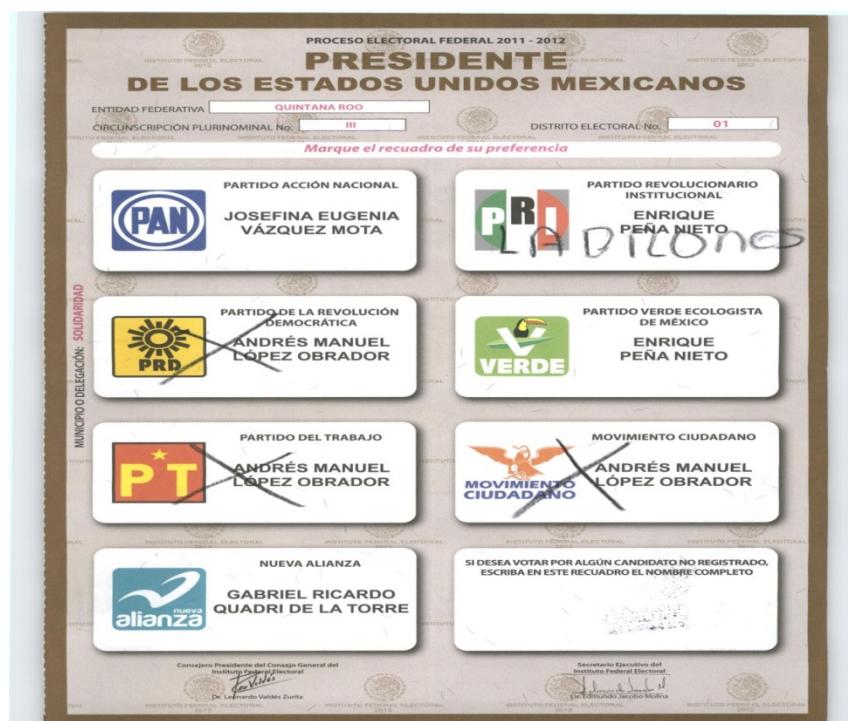 PROCESO ELECTORAL FEDERAL 2011 - 2012
PRESIDENTE
DE LOS ESTADOS UNIDOS MEXICANOS
ENTIDAD FEDERATIVA QUINTANA ROO
CIRCUNSCRIPCIÓN PLURINOMINAL No. III DISTRITO ELECTORAL No. 01
Marque el recuadro de su preferencia
MUNICIPIO O DELEGACIÓN: SOLIDARIDAD
PAN
PARTIDO ACCIÓN NACIONAL
JOSEFINA EUGENIA
VÁZQUEZ MOTA
PRI
PARTIDO REVOLUCIONARIO
INSTITUCIONAL
ENRIQUE
PEÑA NIETO
LADILONES
PRD
PARTIDO DE LA REVOLUCIÓN
DEMOCRÁTICA
ANDRÉS MANUEL
LÓPEZ OBRADOR
VERDE
PARTIDO VERDE ECOLOGISTA
DE MÉXICO
ENRIQUE
PEÑA NIETO
PT
PARTIDO DEL TRABAJO
ANDRÉS MANUEL
LÓPEZ OBRADOR
MOVIMIENTO
CIUDADANO
MOVIMIENTO CIUDADANO
ANDRÉS MANUEL
LÓPEZ OBRADOR
nueva
alianza
NUEVA ALIANZA
GABRIEL RICARDO
QUADRI DE LA TORRE
SI DESEA VOTAR POR ALGÚN CANDIDATO NO REGISTRADO,
ESCRIBA EN ESTE RECUADRO EL NOMBRE COMPLETO
Consejero Presidente del Consejo General del
Instituto Federal Electoral
Dr. Leonardo Valdés Zurita
Secretario Ejecutivo del
Instituto Federal Electoral
Lic. Edmundo Jacobo Molina
INSTITUTO FEDERAL ELECTORAL
2012